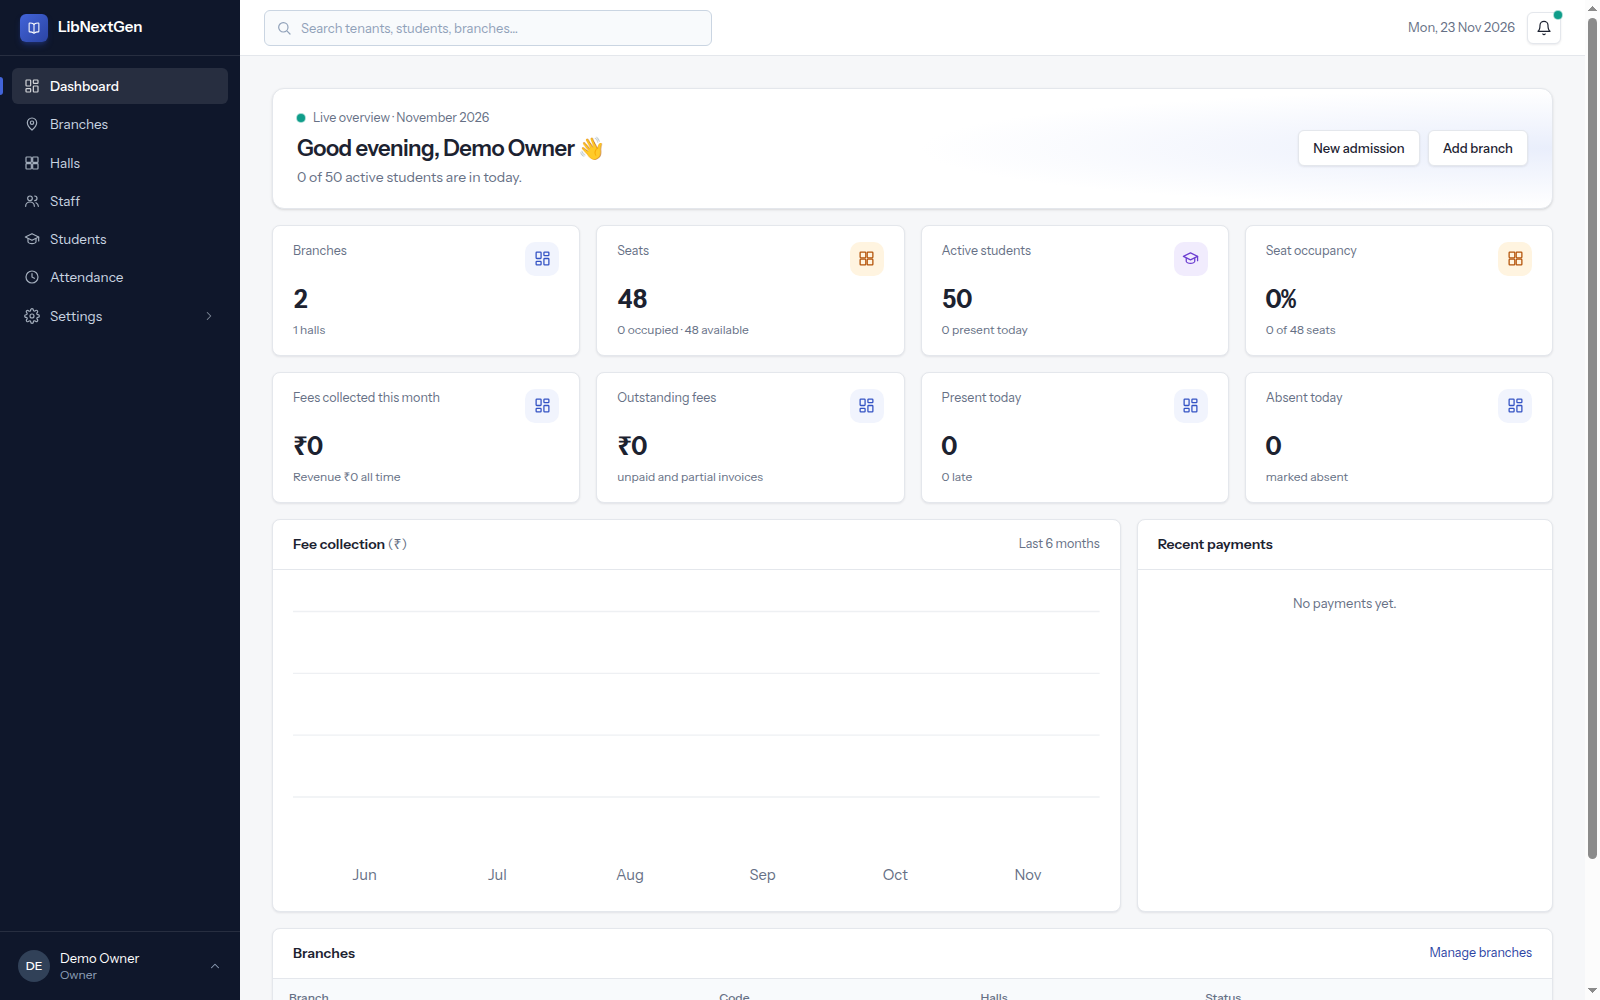 LibNextGen
Search tenants, students, branches...
Mon, 23 Nov 2026
Dashboard
Branches
Halls
Staff
Students
Attendance
Settings
Live overview · November 2026
Good evening, Demo Owner 👋
0 of 50 active students are in today.
New admission
Add branch
Branches
2
1 halls
Seats
48
0 occupied · 48 available
Active students
50
0 present today
Seat occupancy
0%
0 of 48 seats
Fees collected this month
₹0
Revenue ₹0 all time
Outstanding fees
₹0
unpaid and partial invoices
Present today
0
0 late
Absent today
0
marked absent
Fee collection (₹)
Last 6 months
Jun Jul Aug Sep Oct Nov
Recent payments
No payments yet.
Branches
Manage branches
Branch Code Halls Status
DE
Demo Owner
Owner